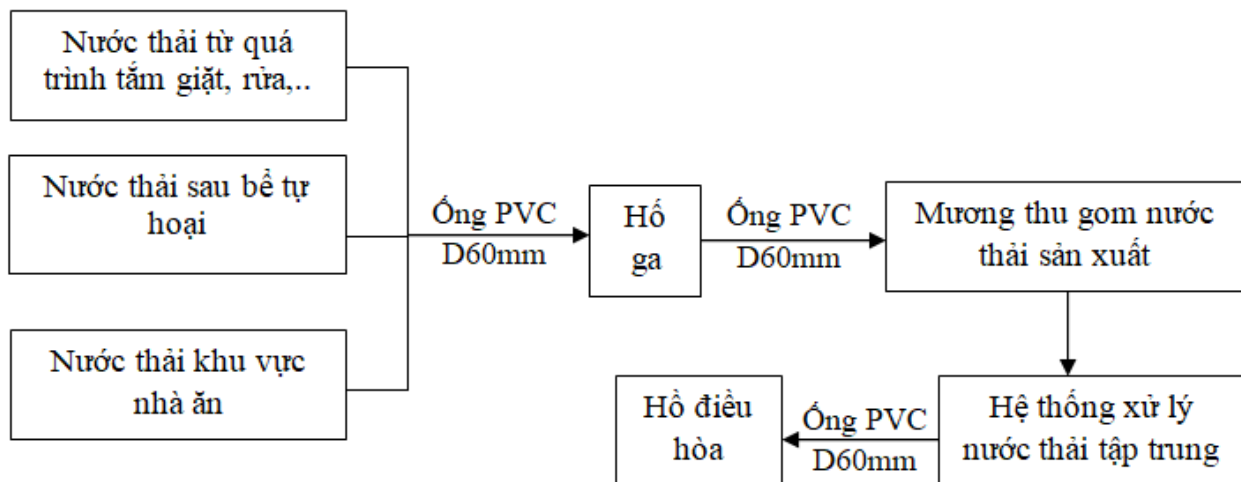 Nước thải từ quá
trình tắm giặt, rửa,..
Nước thải sau bể tự
hoại
Nước thải khu vực
nhà ăn
Ống PVC
D60mm
Hố
ga
Ống PVC
D60mm
Mương thu gom nước
thải sản xuất
Hệ thống xử lý
nước thải tập trung
Ống PVC
D60mm
Hồ điều
hòa